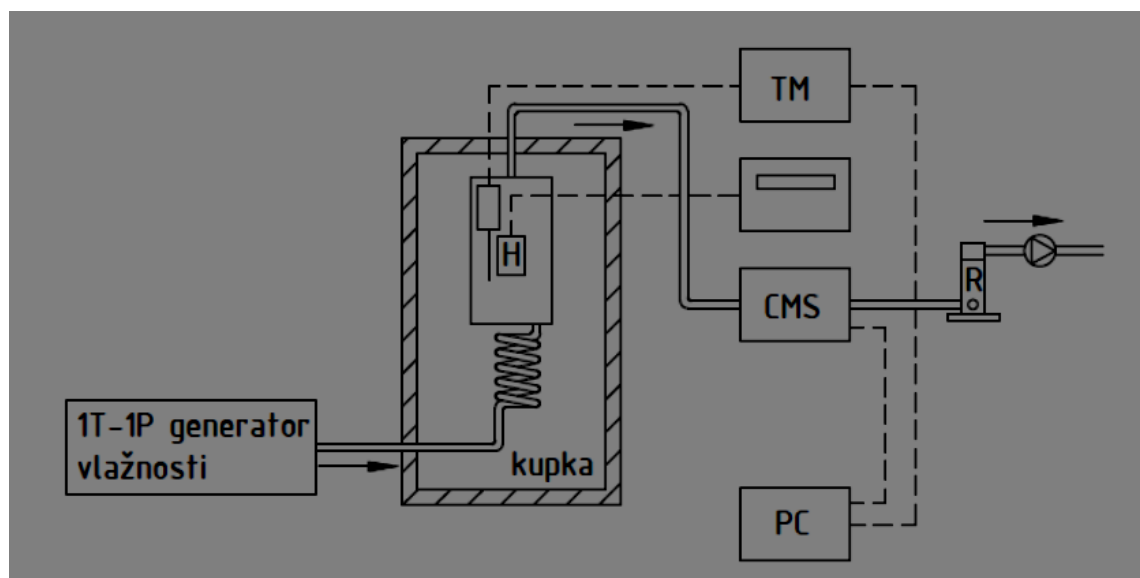 TM
H
R
CMS
1T-1P generator
vlažnosti
kupka
PC